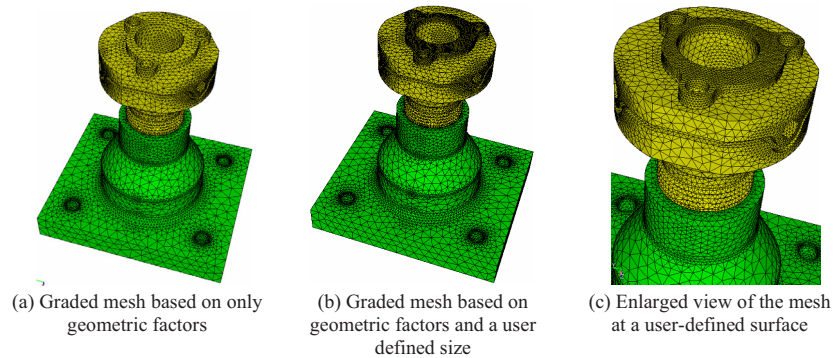 (a) Graded mesh based on only
geometric factors
(b) Graded mesh based on
geometric factors and a user
defined size
(c) Enlarged view of the mesh
at a user-defined surface